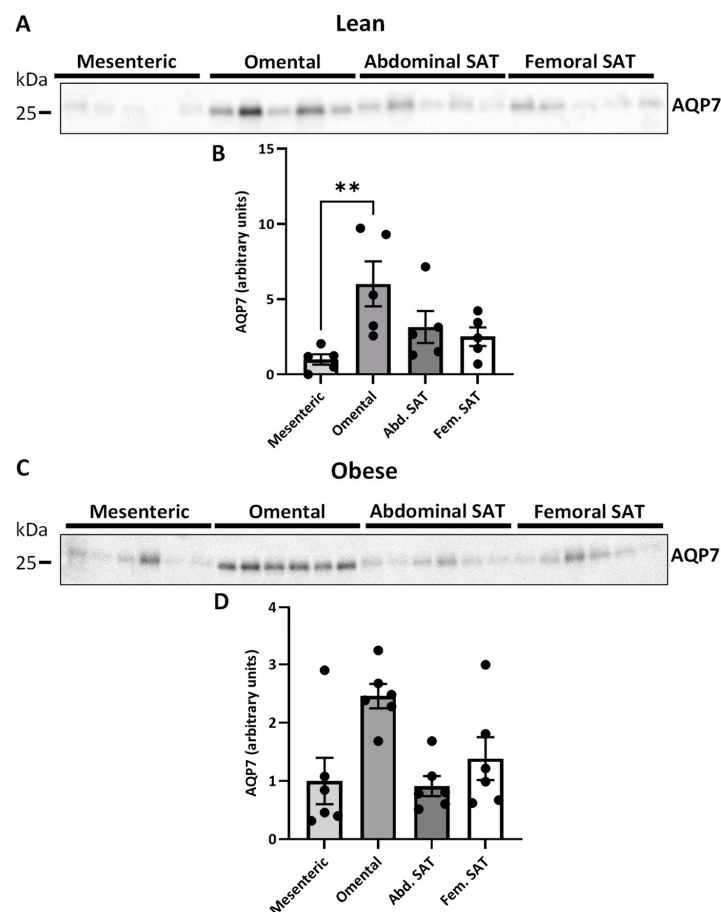 A
Lean
Mesenteric Omental Abdominal SAT Femoral SAT
kDa
25
AQP7
B
15
10
5
0
AQP7 (arbitrary units)
**
Mesenteric
Omental
Abd. SAT
Fem. SAT
C
Obese
Mesenteric Omental Abdominal SAT Femoral SAT
kDa
25
AQP7
D
4
3
2
1
0
AQP7 (arbitrary units)
Mesenteric
Omental
Abd. SAT
Fem. SAT